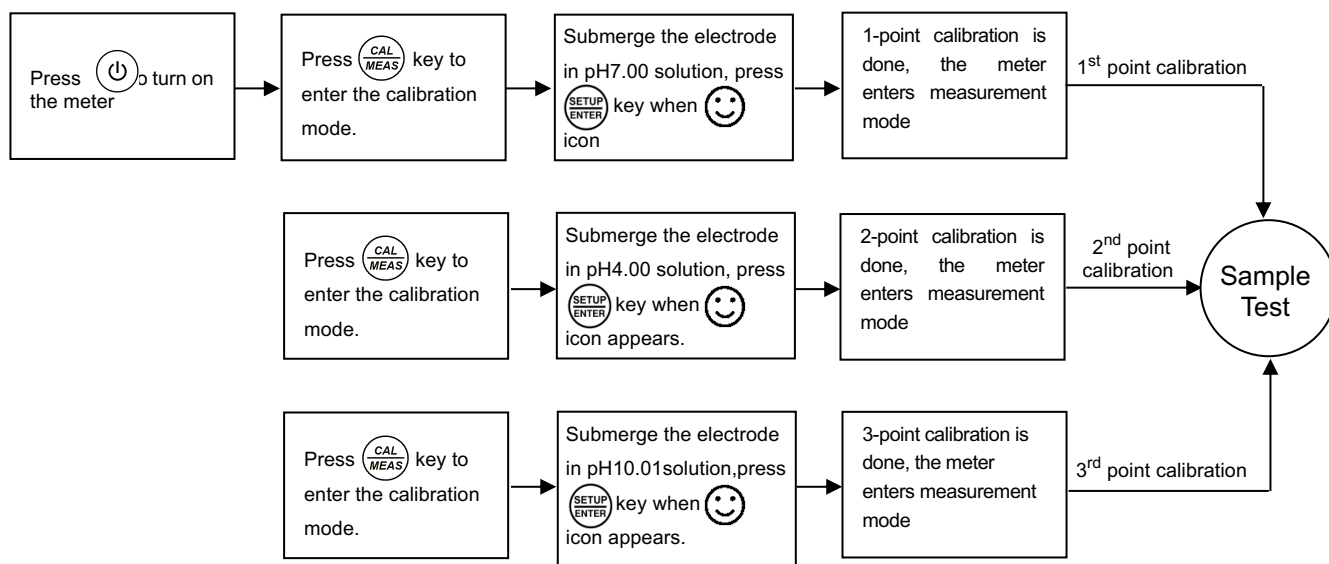 Press to turn on
the meter
Press CAL/MEAS key to
enter the calibration
mode.
Submerge the electrode
in pH7.00 solution, press
SETUP/ENTER key when
icon
1-point calibration is
done, the meter
enters measurement
mode
1st point calibration
Press CAL/MEAS key to
enter the calibration
mode.
Submerge the electrode
in pH4.00 solution, press
SETUP/ENTER key when
icon appears.
2-point calibration is
done, the meter
enters measurement
mode
2nd point
calibration
Sample
Test
Press CAL/MEAS key to
enter the calibration
mode.
Submerge the electrode
in pH10.01solution,press
SETUP/ENTER key when
icon appears.
3-point calibration is
done, the meter
enters measurement
mode
3rd point calibration